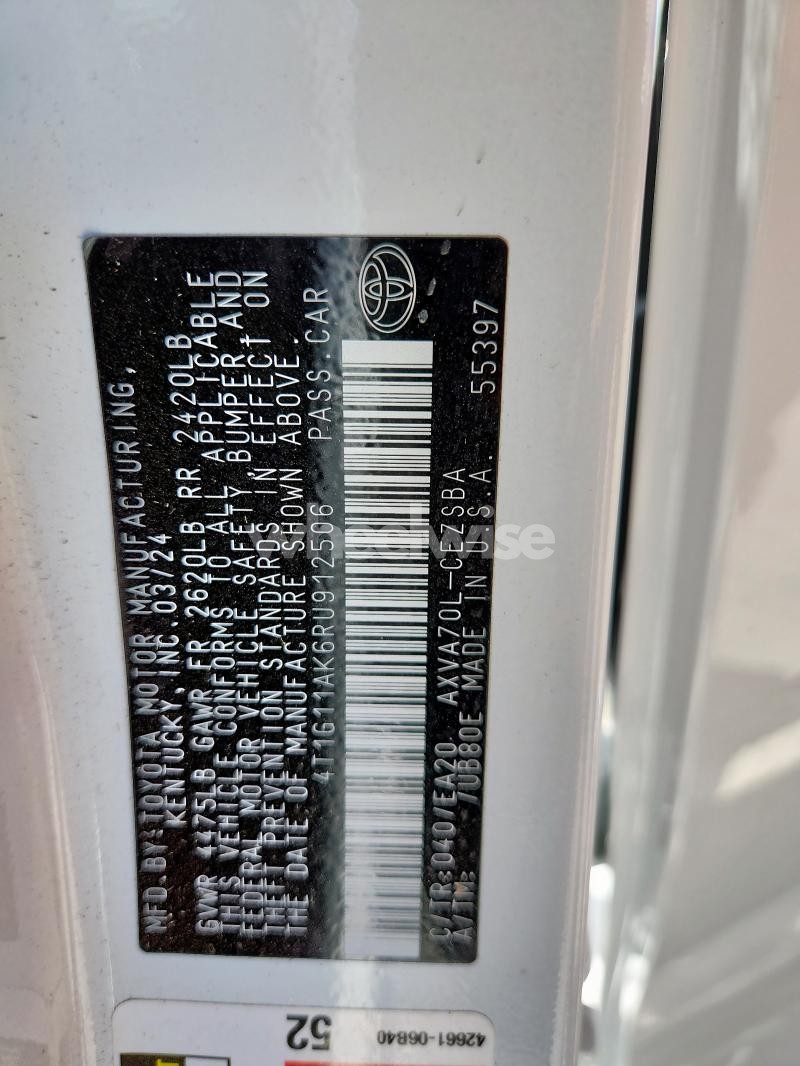 MFD.BY:TOYOTA MOTOR MANUFACTURING,
KENTUCKY, INC.03/24
GVWR 4475LB GAWR FR 2620LB RR 2420LB
THIS VEHICLE CONFORMS TO ALL APPLICABLE
FEDERAL MOTOR VEHICLE SAFETY,BUMPER,AND
THEFT PREVENTION STANDARDS IN EFFECT ON
THE DATE OF MANUFACTURE SHOWN ABOVE.
4T1G11AK6RU912506 PASS.CAR
C/TR:040/EA20 AXVA70L-CEZSBA
A/TM: /UB80E MADE IN U.S.A. 55397
wheelwise
52
42661-06B40